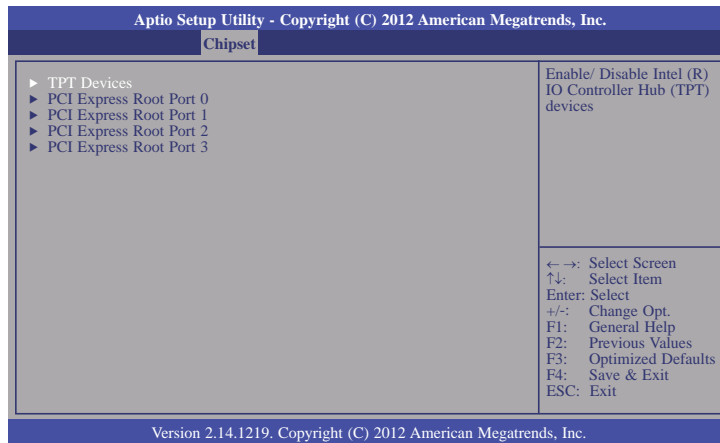 Aptio Setup Utility - Copyright (C) 2012 American Megatrends, Inc.
Chipset
► TPT Devices
► PCI Express Root Port 0
► PCI Express Root Port 1
► PCI Express Root Port 2
► PCI Express Root Port 3
Enable/ Disable Intel (R)
IO Controller Hub (TPT)
devices
←→: Select Screen
↑↓: Select Item
Enter: Select
+/-: Change Opt.
F1: General Help
F2: Previous Values
F3: Optimized Defaults
F4: Save & Exit
ESC: Exit
Version 2.14.1219. Copyright (C) 2012 American Megatrends, Inc.